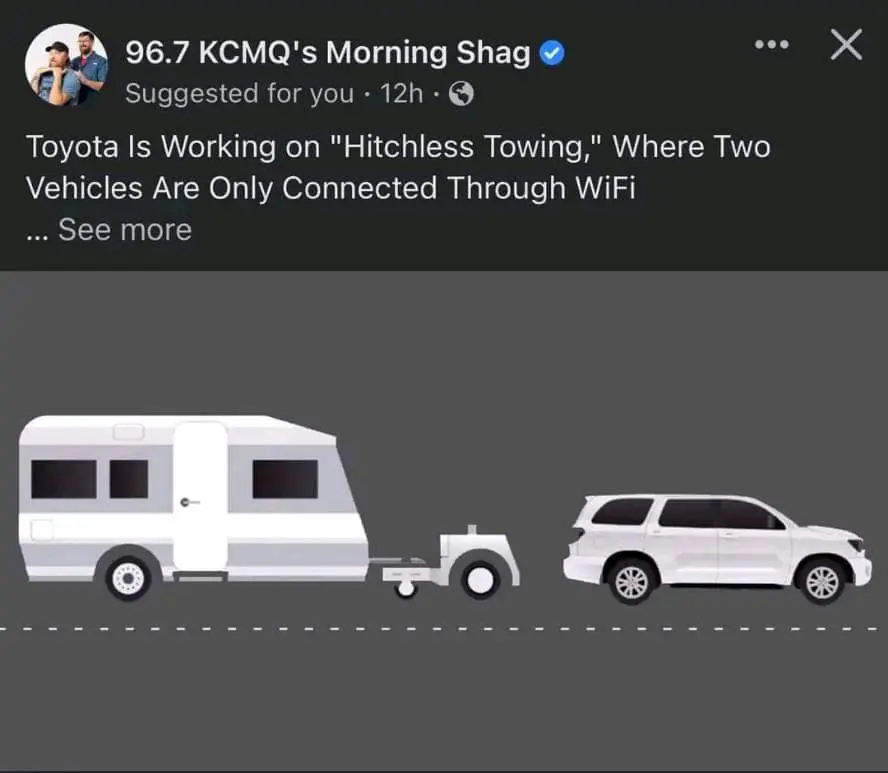 96.7 KCMQ's Morning Shag
Suggested for you · 12h ·
Toyota Is Working on "Hitchless Towing," Where Two
Vehicles Are Only Connected Through WiFi
... See more